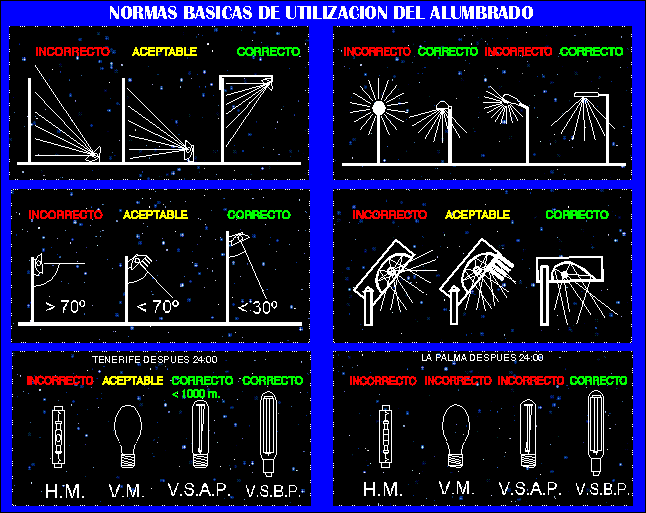 NORMAS BASICAS DE UTILIZACION DEL ALUMBRADO
INCORRECTO ACEPTABLE CORRECTO
INCORRECTO CORRECTO INCORRECTO CORRECTO
INCORRECTO ACEPTABLE CORRECTO
> 70º < 70º < 30º
INCORRECTO ACEPTABLE CORRECTO
TENERIFE DESPUES 24:00
INCORRECTO ACEPTABLE CORRECTO CORRECTO
< 1000 m.
H.M. V.M. V.S.A.P. V.S.B.P.
LA PALMA DESPUES 24:00
INCORRECTO INCORRECTO INCORRECTO CORRECTO
H.M. V.M. V.S.A.P. V.S.B.P.